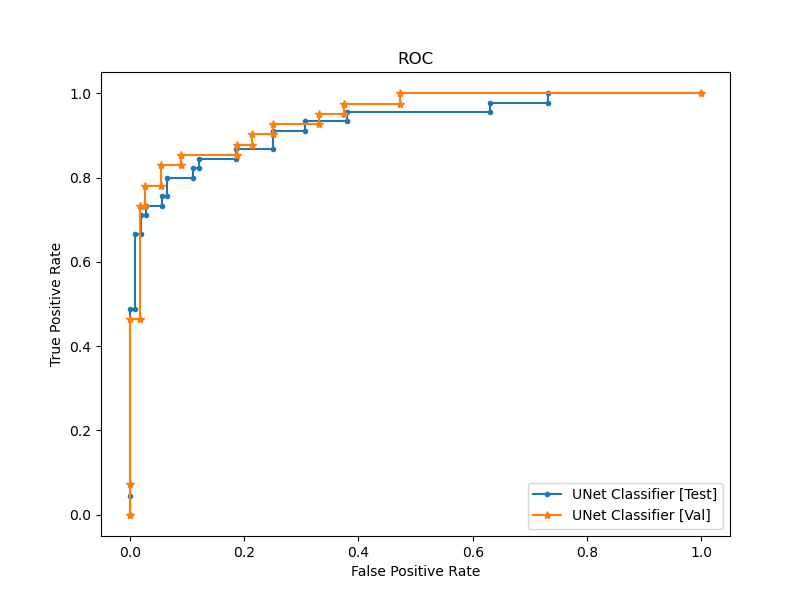 ROC
1.0
0.8
0.6
0.4
0.2
0.0
True Positive Rate
0.0 0.2 0.4 0.6 0.8 1.0
False Positive Rate
UNet Classifier [Test]
UNet Classifier [Val]